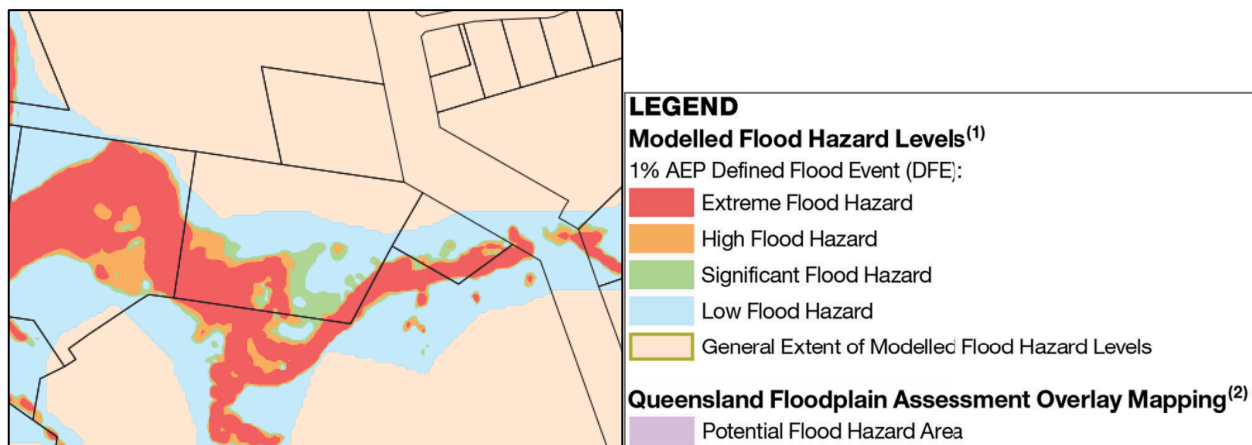 LEGEND
Modelled Flood Hazard Levels(1)
1% AEP Defined Flood Event (DFE):
Extreme Flood Hazard
High Flood Hazard
Significant Flood Hazard
Low Flood Hazard
General Extent of Modelled Flood Hazard Levels
Queensland Floodplain Assessment Overlay Mapping(2)
Potential Flood Hazard Area